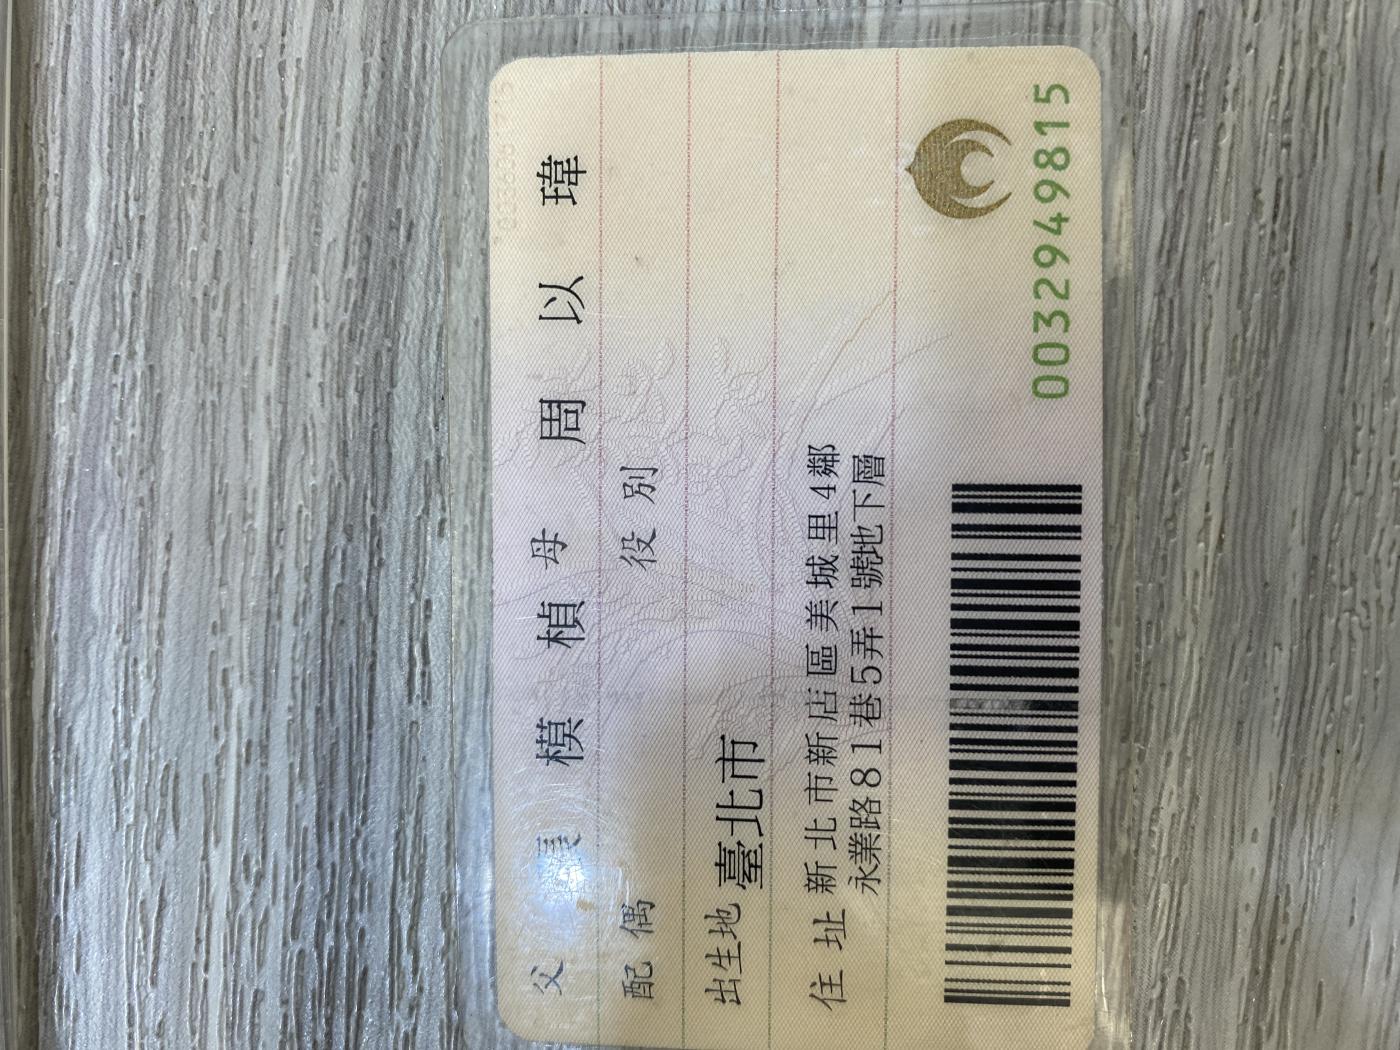 父 模楨 母 周以瑋
配偶 役別
出生地 臺北市
住址 新北市新店區美城里4鄰
永業路81巷5弄1號地下層
0032949815